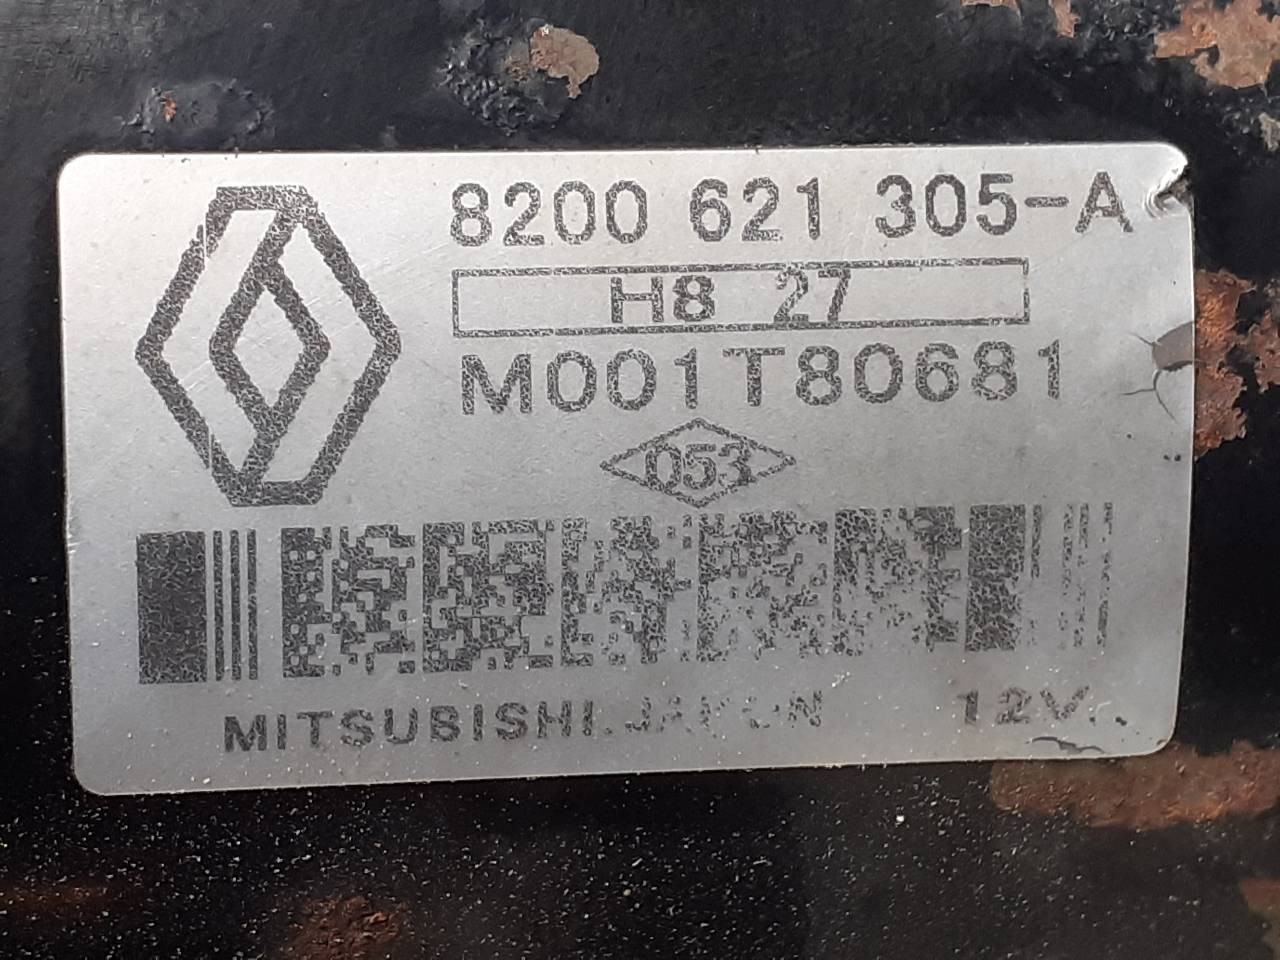 8200 621 305-A
H8 27
M001T80681
053
MITSUBISHI. 12V.